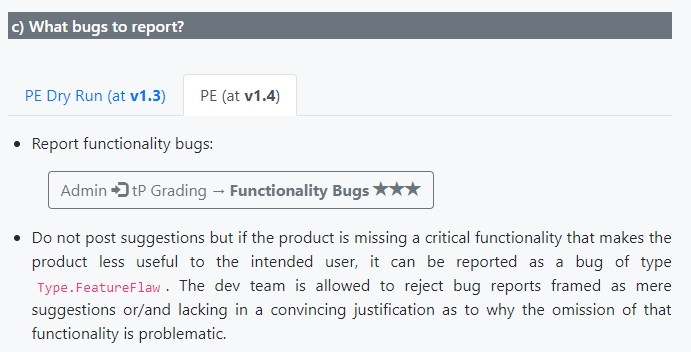 c) What bugs to report?
PE Dry Run (at v1.3) PE (at v1.4)
• Report functionality bugs:
Admin tP Grading → Functionality Bugs ★★★
• Do not post suggestions but if the product is missing a critical functionality that makes the
product less useful to the intended user, it can be reported as a bug of type
Type.FeatureFlaw . The dev team is allowed to reject bug reports framed as mere
suggestions or/and lacking in a convincing justification as to why the omission of that
functionality is problematic.